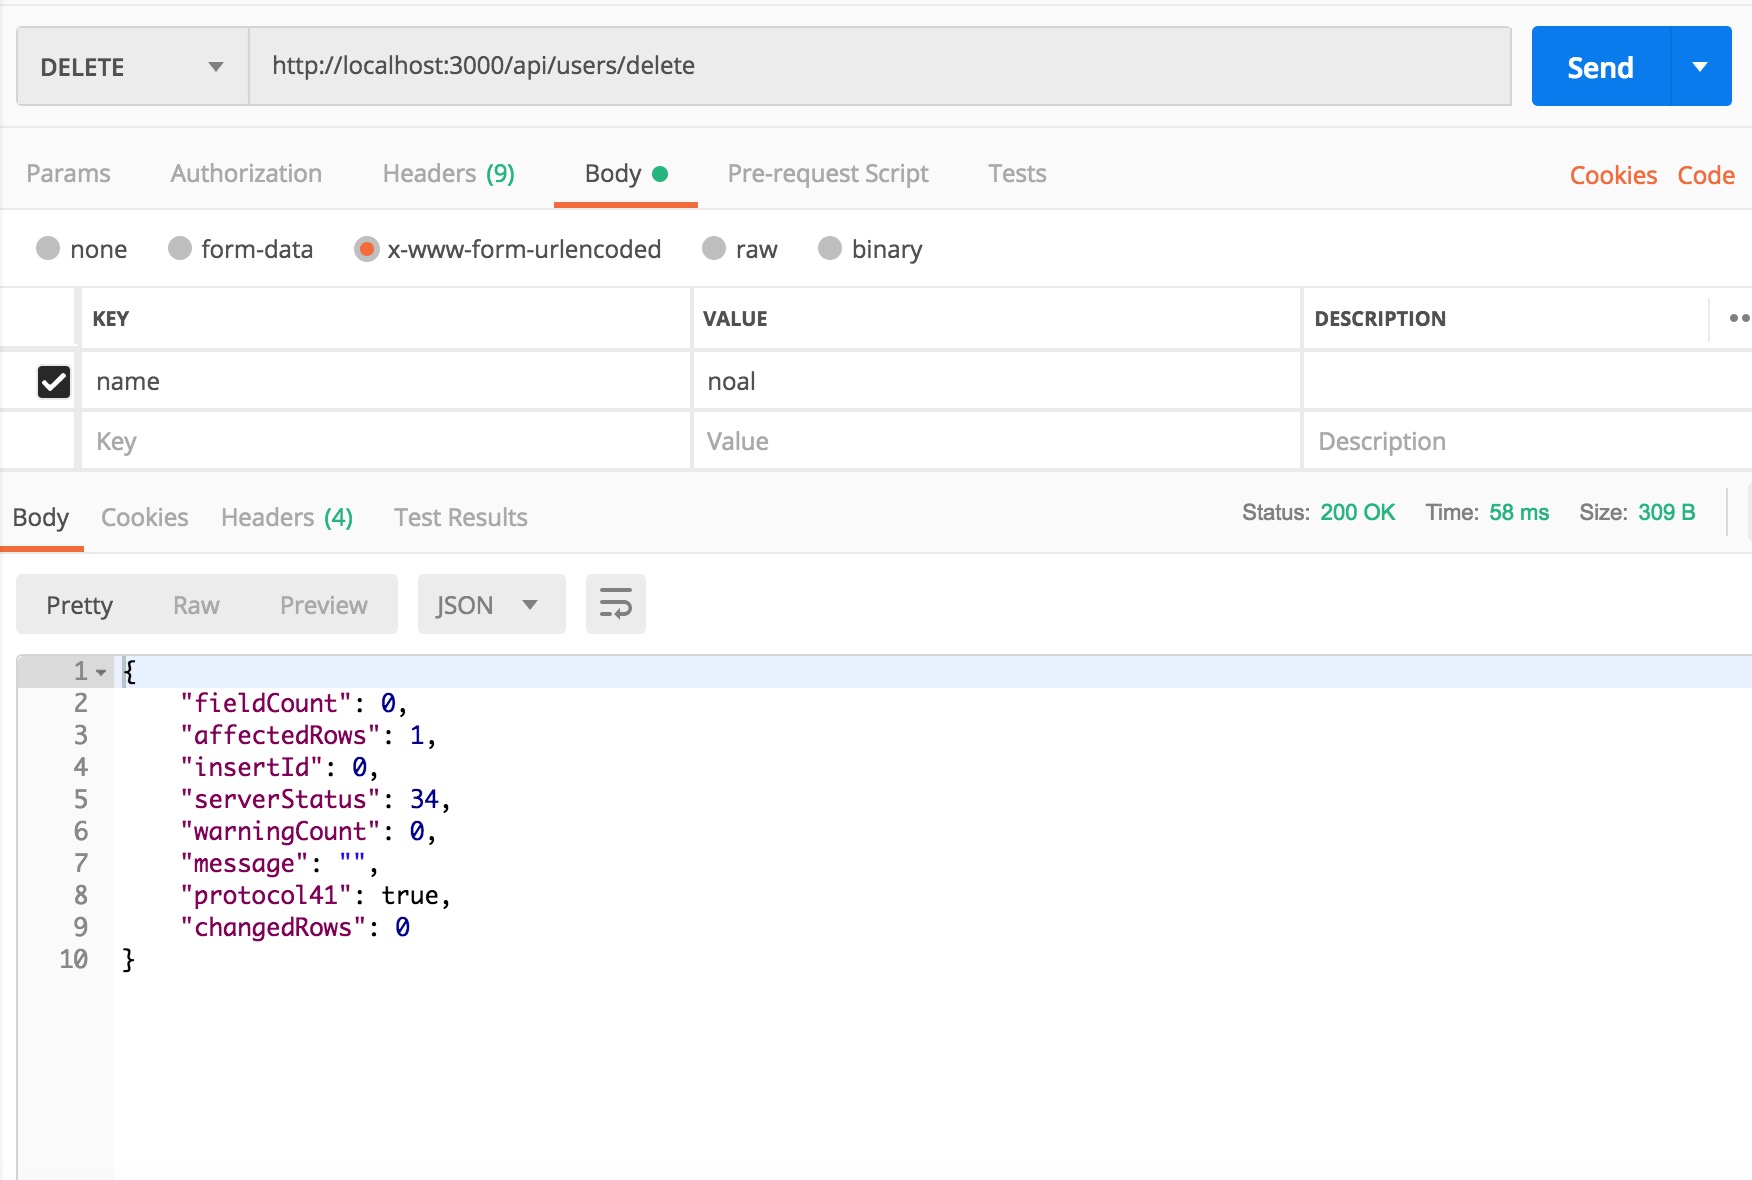 DELETE http://localhost:3000/api/users/delete Send
Params Authorization Headers (9) Body Pre-request Script Tests Cookies Code
none form-data x-www-form-urlencoded raw binary
KEY VALUE DESCRIPTION
name noal
Key Value Description
Body Cookies Headers (4) Test Results Status: 200 OK Time: 58 ms Size: 309 B
Pretty Raw Preview JSON
1 {
2 "fieldCount": 0,
3 "affectedRows": 1,
4 "insertId": 0,
5 "serverStatus": 34,
6 "warningCount": 0,
7 "message": "",
8 "protocol41": true,
9 "changedRows": 0
10 }